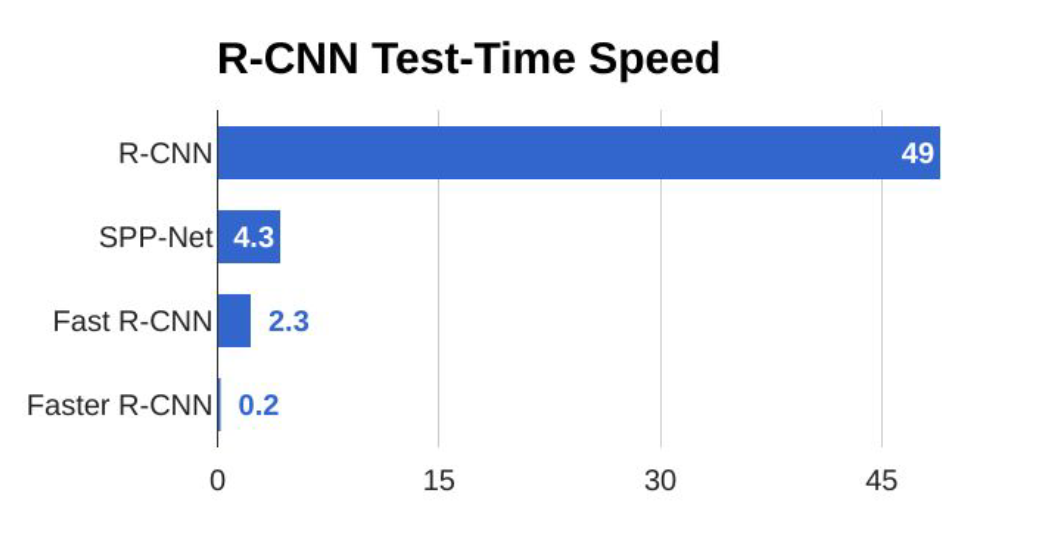 R-CNN Test-Time Speed
R-CNN 49
SPP-Net 4.3
Fast R-CNN 2.3
Faster R-CNN 0.2
0 15 30 45